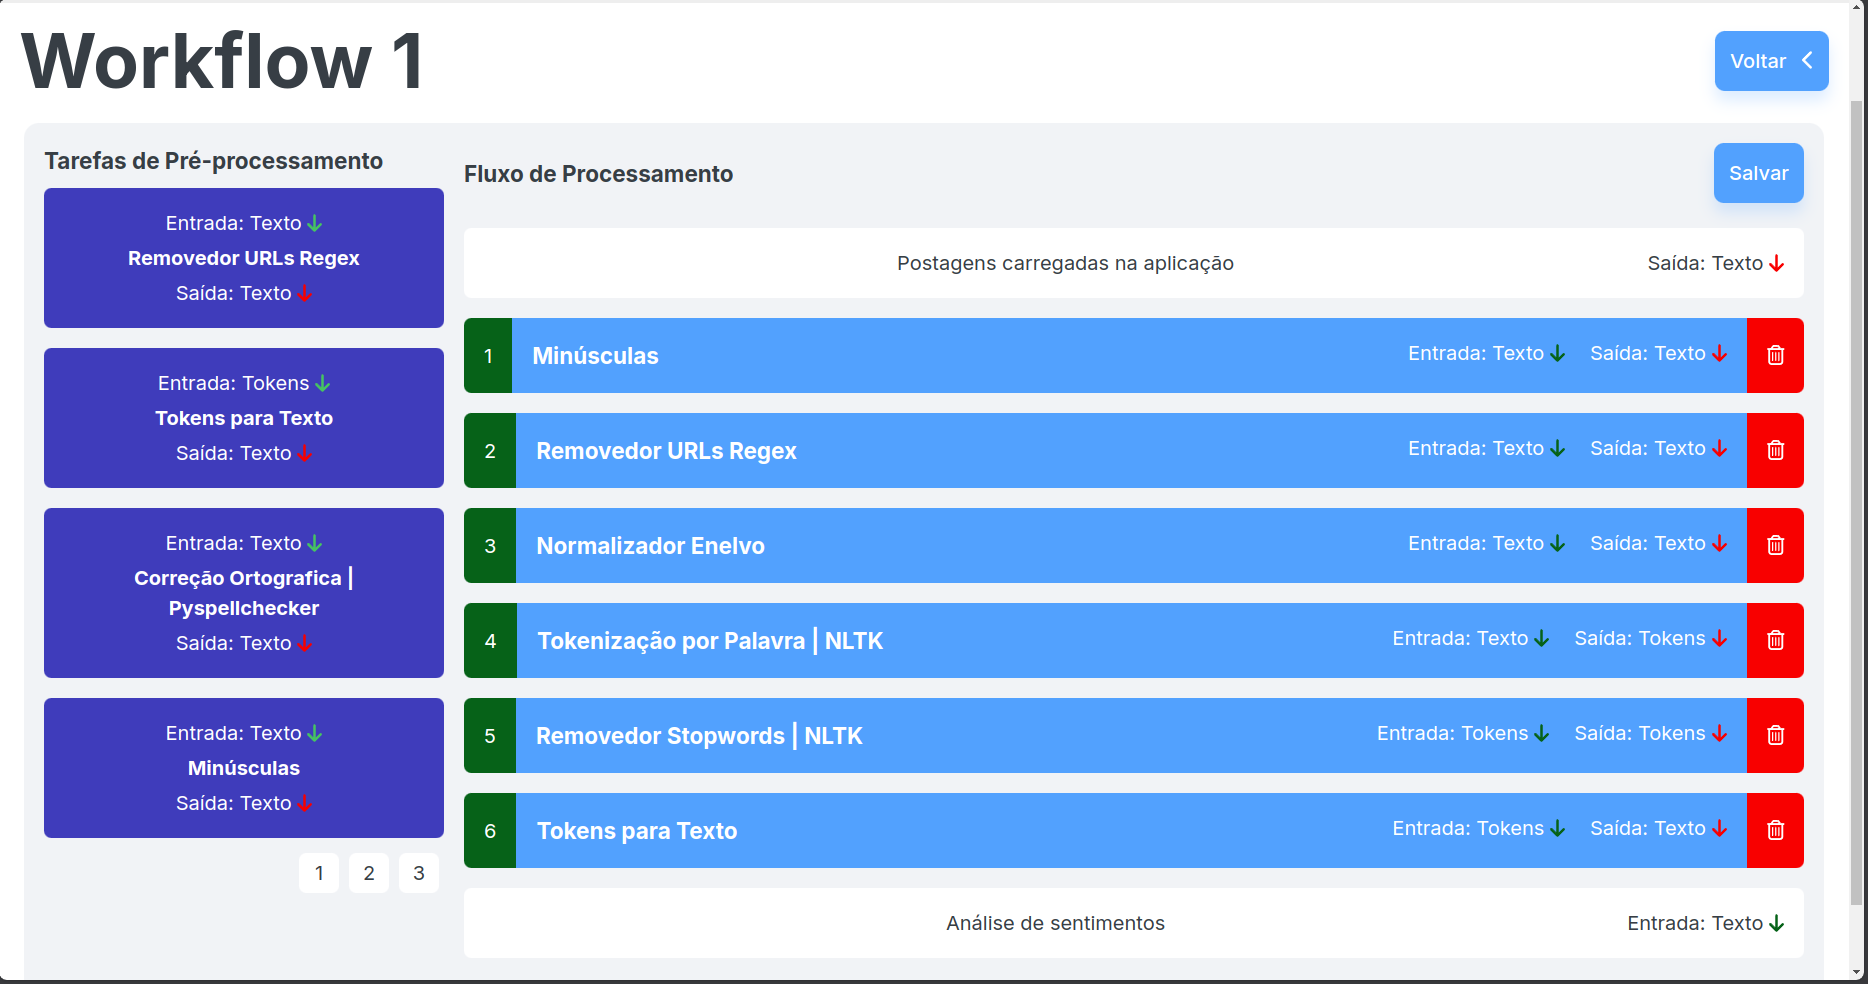 Workflow 1
Voltar
Tarefas de Pré-processamento
Entrada: Texto
Removedor URLs Regex
Saída: Texto
Entrada: Tokens
Tokens para Texto
Saída: Texto
Entrada: Texto
Correção Ortografica |
Pyspellchecker
Saída: Texto
Entrada: Texto
Minúsculas
Saída: Texto
1 2 3
Fluxo de Processamento
Salvar
Postagens carregadas na aplicação Saída: Texto
1 Minúsculas Entrada: Texto Saída: Texto
2 Removedor URLs Regex Entrada: Texto Saída: Texto
3 Normalizador Enelvo Entrada: Texto Saída: Texto
4 Tokenização por Palavra | NLTK Entrada: Texto Saída: Tokens
5 Removedor Stopwords | NLTK Entrada: Tokens Saída: Tokens
6 Tokens para Texto Entrada: Tokens Saída: Texto
Análise de sentimentos Entrada: Texto